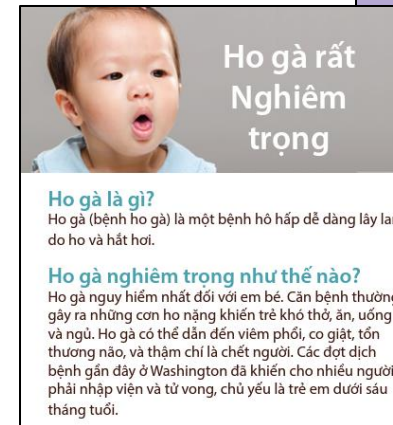 Ho gà rất
Nghiêm
trọng
Ho gà là gì?
Ho gà (bệnh ho gà) là một bệnh hô hấp dễ dàng lây lan
do ho và hắt hơi.
Ho gà nghiêm trọng như thế nào?
Ho gà nguy hiểm nhất đối với em bé. Căn bệnh thường
gây ra những cơn ho nặng khiến trẻ khó thở, ăn, uống
và ngủ. Ho gà có thể dẫn đến viêm phổi, co giật, tổn
thương não, và thậm chí là chết người. Các đợt dịch
bệnh gần đây ở Washington đã khiến cho nhiều người
phải nhập viện và tử vong, chủ yếu là trẻ em dưới sáu
tháng tuổi.